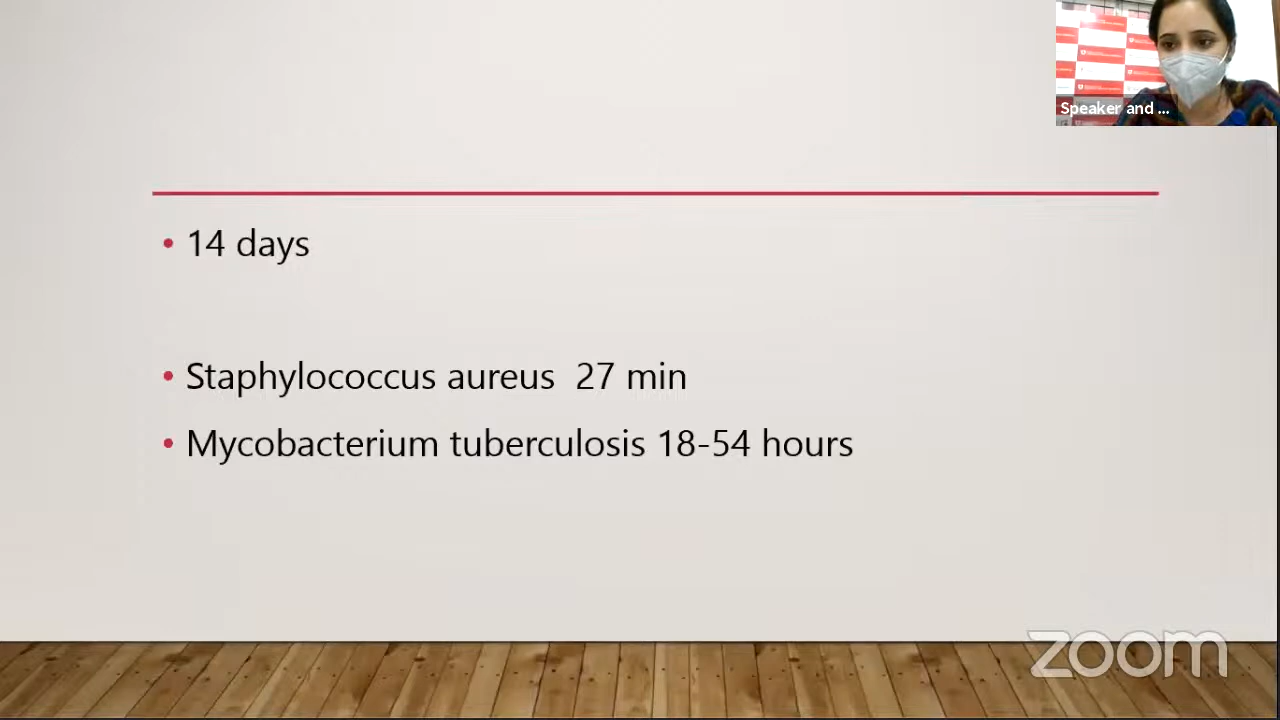 Speaker and ...
• 14 days
• Staphylococcus aureus  27 min
• Mycobacterium tuberculosis 18-54 hours
zoom